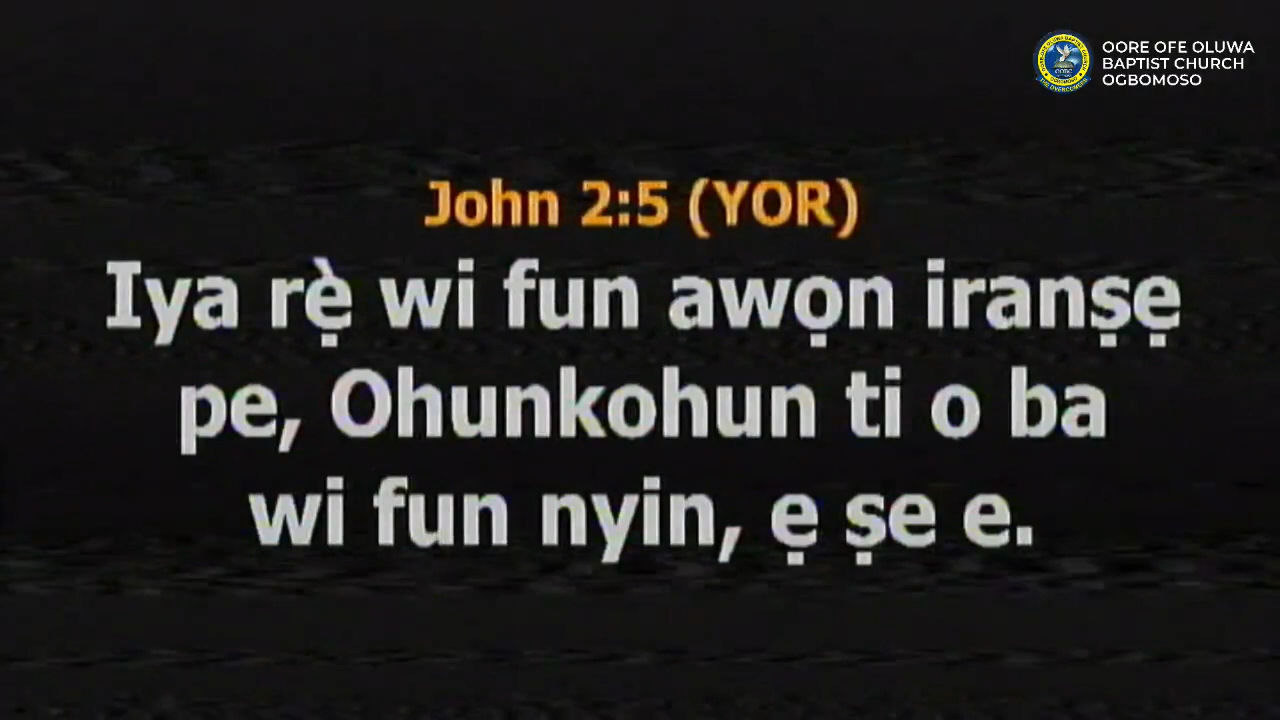 OORE OFE OLUWA
BAPTIST CHURCH
OGBOMOSO
John 2:5 (YOR)
Iya rẹ̀ wi fun awọn iranṣẹ
pe, Ohunkohun ti o ba
wi fun nyin, ẹ ṣe e.